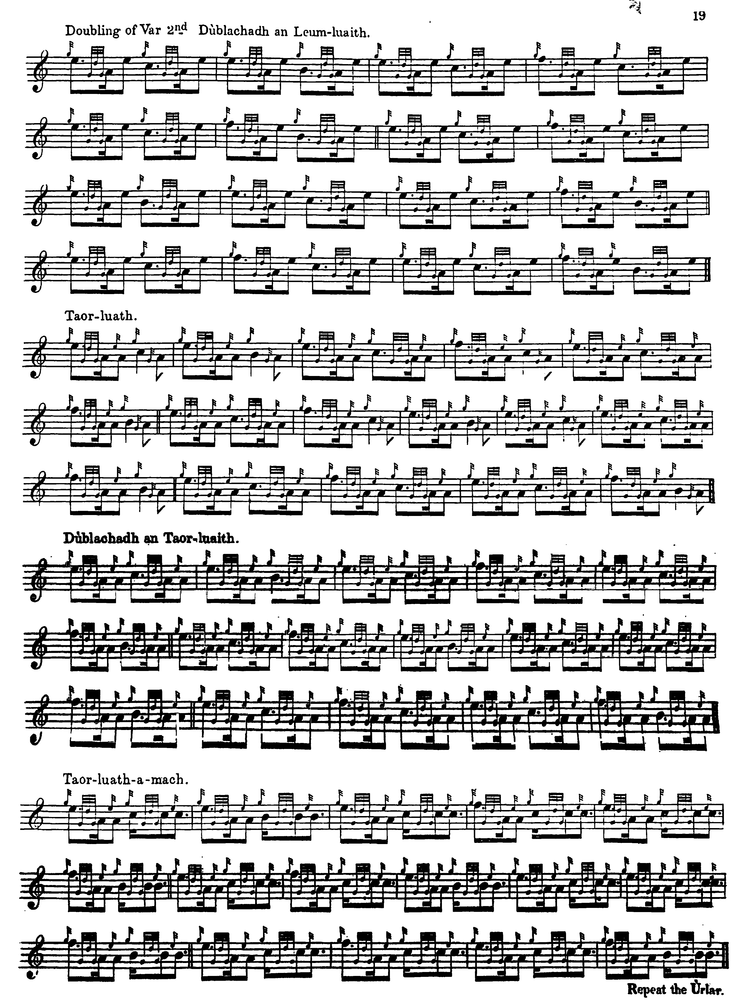 19
Doubling of Var 2nd Dùblachadh an Leum-luaith.
Taor-luath.
Dùblachadh an Taor-luaith.
Taor-luath-a-mach.
Repeat the Ùrlar.